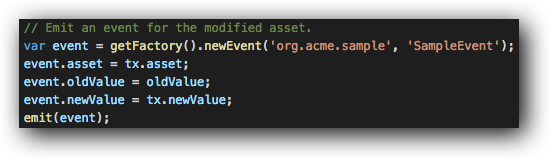 // Emit an event for the modified asset.
var event = getFactory().newEvent('org.acme.sample', 'SampleEvent');
event.asset = tx.asset;
event.oldValue = oldValue;
event.newValue = tx.newValue;
emit(event);